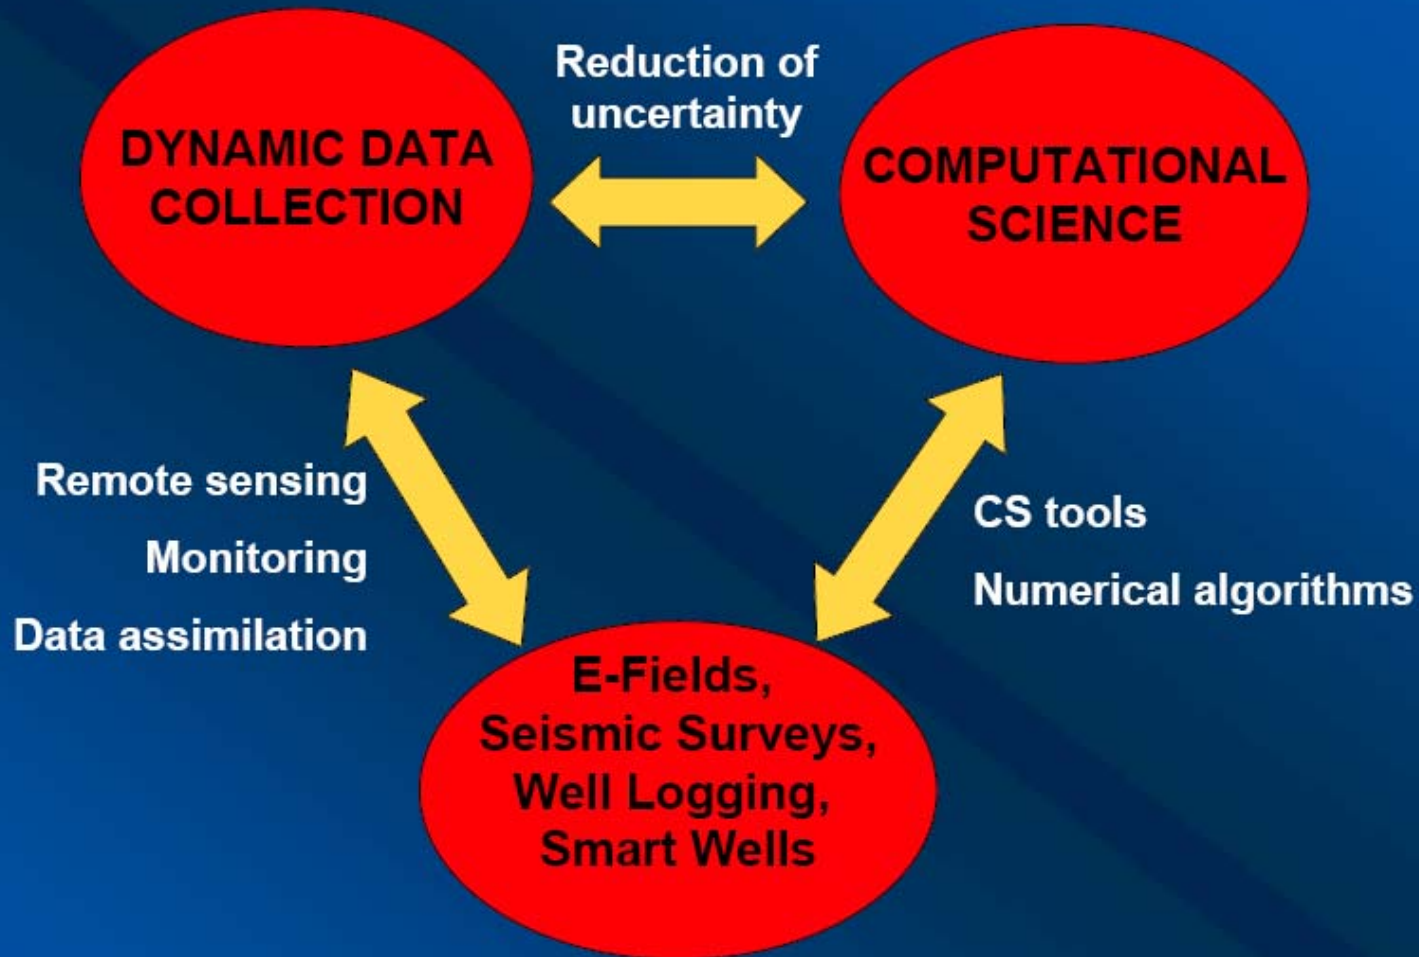 Reduction of
uncertainty
DYNAMIC DATA
COLLECTION
COMPUTATIONAL
SCIENCE
Remote sensing
Monitoring
Data assimilation
CS tools
Numerical algorithms
E-Fields,
Seismic Surveys,
Well Logging,
Smart Wells